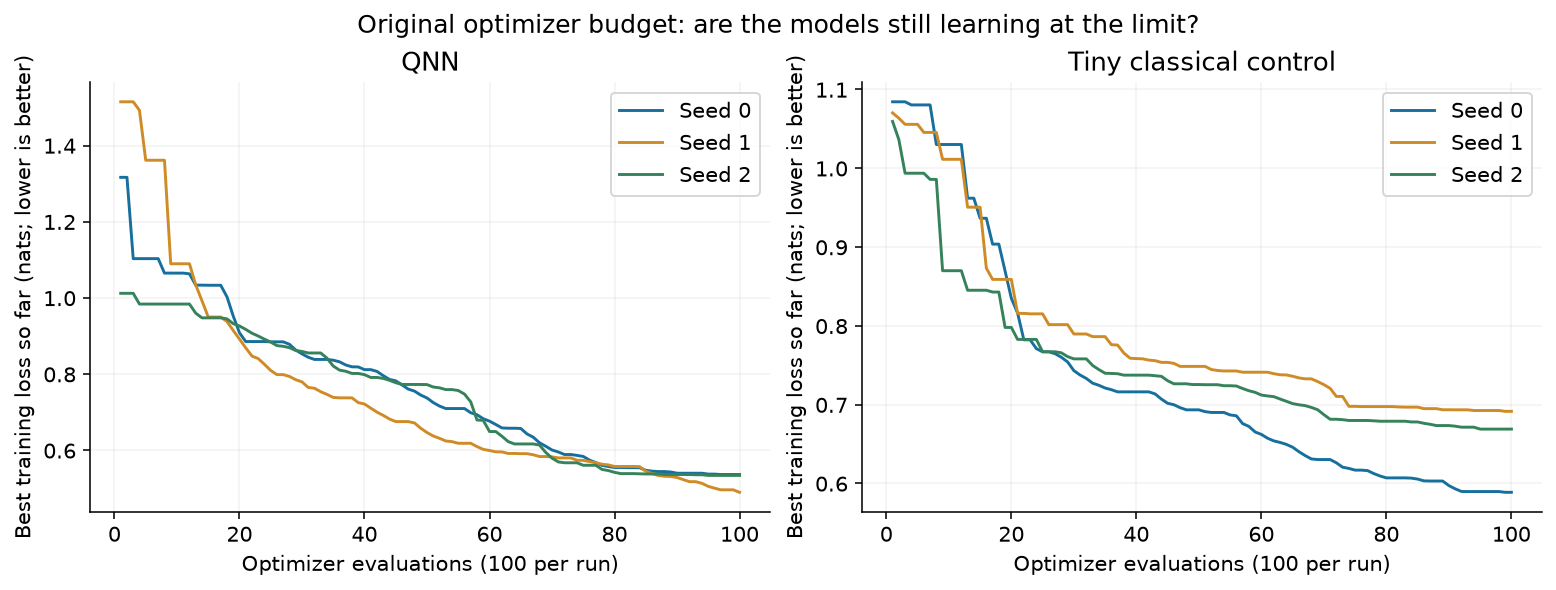 Original optimizer budget: are the models still learning at the limit?
QNN
Best training loss so far (nats; lower is better)
1.4
1.2
1.0
0.8
0.6
Seed 0
Seed 1
Seed 2
0 20 40 60 80 100
Optimizer evaluations (100 per run)
Tiny classical control
Best training loss so far (nats; lower is better)
1.1
1.0
0.9
0.8
0.7
0.6
Seed 0
Seed 1
Seed 2
0 20 40 60 80 100
Optimizer evaluations (100 per run)